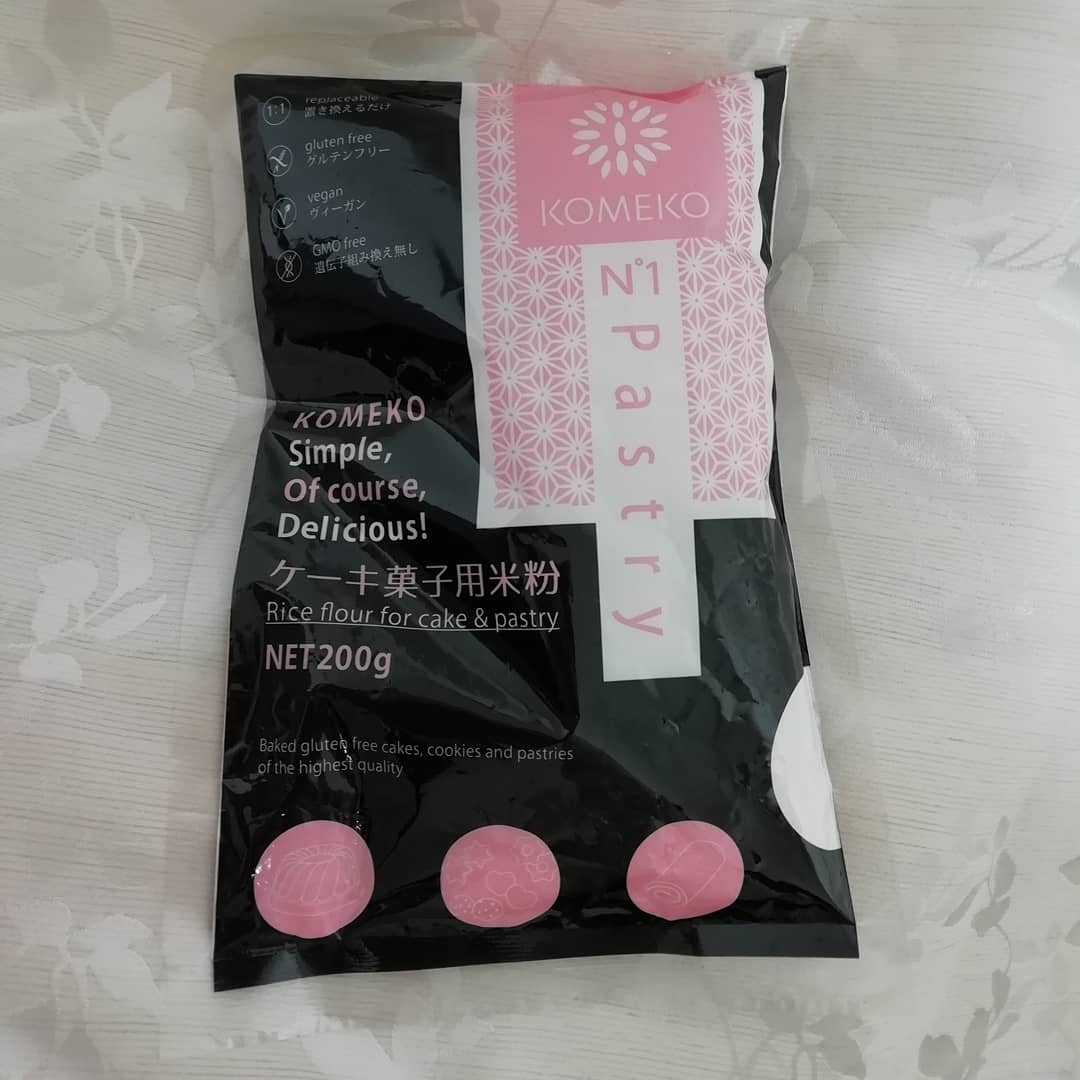 1:1
replaceable
置き換えるだけ
gluten free
グルテンフリー
vegan
ヴィーガン
GMO free
遺伝子組み換え無し
KOMEKO
N°1
Pastry
KOMEKO
Simple,
Of course,
Delicious!
ケーキ菓子用米粉
Rice flour for cake & pastry
NET 200g
Baked gluten free cakes, cookies and pastries
of the highest quality